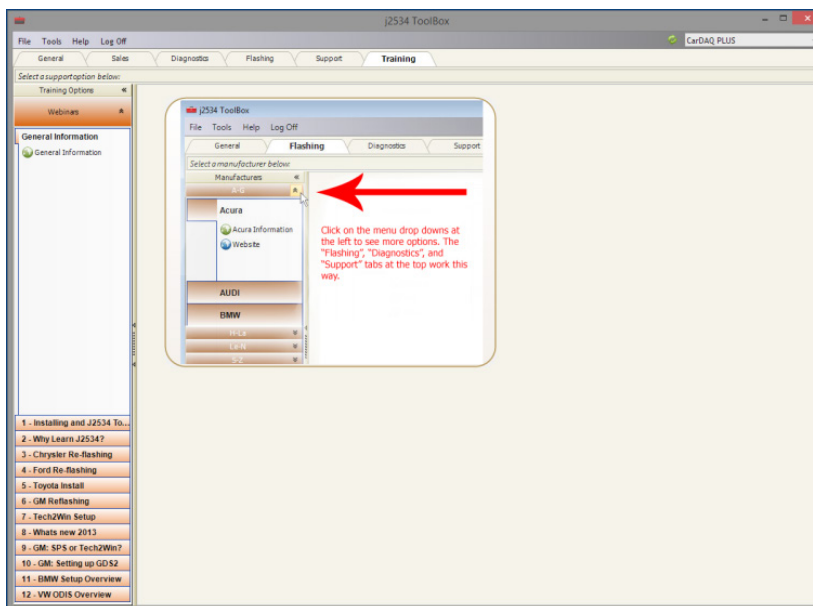 j2534 ToolBox
File Tools Help Log Off
CarDAQ PLUS
General Sales Diagnostics Flashing Support Training
Select a support option below:
Training Options
Webinars
General Information
General Information
j2534 ToolBox
File Tools Help Log Off
General Flashing Diagnostics Support
Select a manufacturer below:
Manufacturers
A-G
Acura
Acura Information
Website
AUDI
BMW
H-La
Le-N
S-Z
Click on the menu drop downs at
the left to see more options. The
"Flashing", "Diagnostics", and
"Support" tabs at the top work this
way.
1 - Installing and J2534 To...
2 - Why Learn J2534?
3 - Chrysler Re-flashing
4 - Ford Re-flashing
5 - Toyota Install
6 - GM Reflashing
7 - Tech2Win Setup
8 - Whats new 2013
9 - GM: SPS or Tech2Win?
10 - GM: Setting up GDS2
11 - BMW Setup Overview
12 - VW ODIS Overview